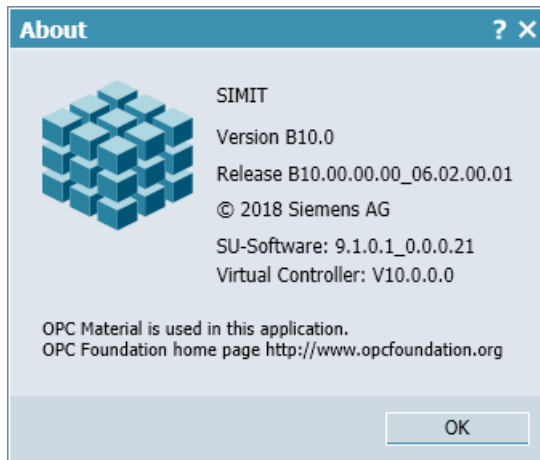 About
? ×
SIMIT
Version B10.0
Release B10.00.00.00_06.02.00.01
© 2018 Siemens AG
SU-Software: 9.1.0.1_0.0.0.21
Virtual Controller: V10.0.0.0
OPC Material is used in this application.
OPC Foundation home page http://www.opcfoundation.org
OK